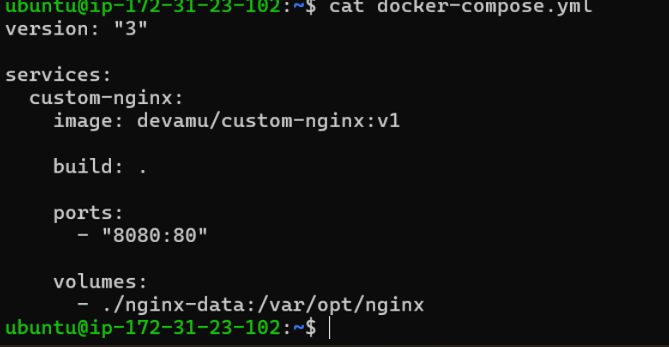 ubuntu@ip-172-31-23-102:~$ cat docker-compose.yml
version: "3"
services:
  custom-nginx:
    image: devamu/custom-nginx:v1
    build: .
    ports:
      - "8080:80"
    volumes:
      - ./nginx-data:/var/opt/nginx
ubuntu@ip-172-31-23-102:~$